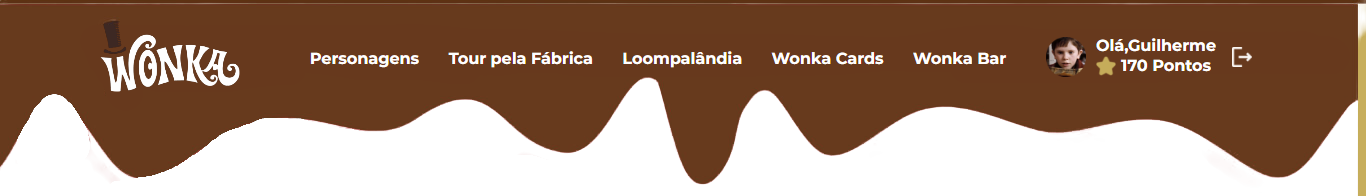 WONKA
Personagens
Tour pela Fábrica
Loompalândia
Wonka Cards
Wonka Bar
Olá,Guilherme
170 Pontos